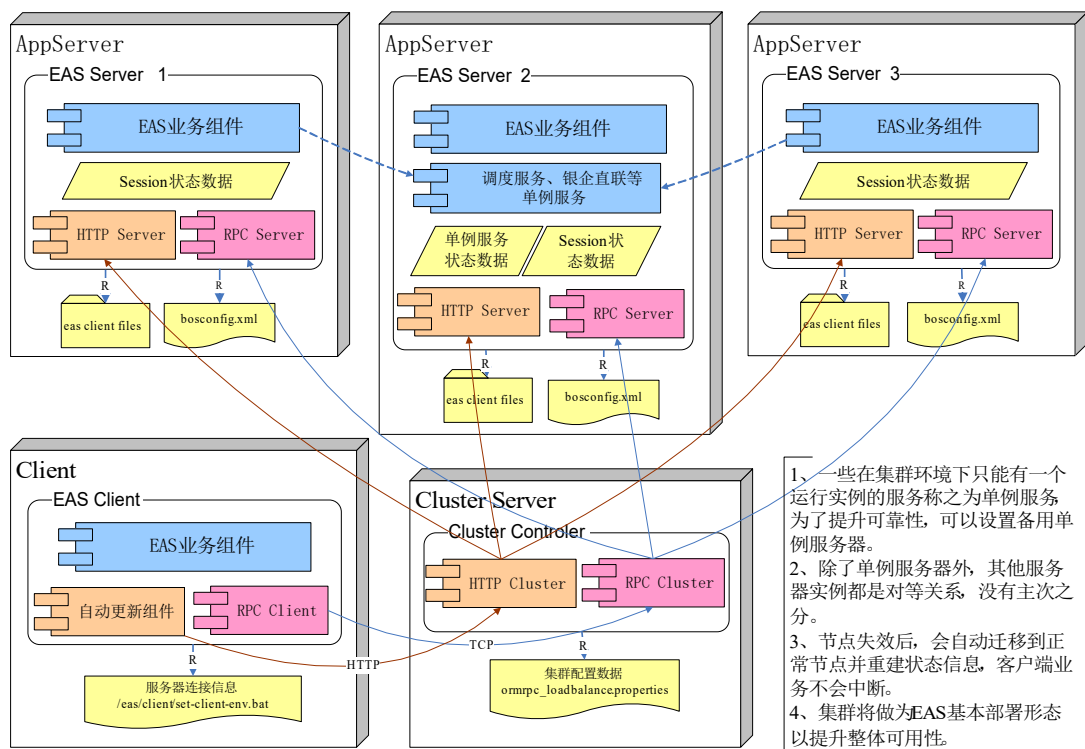 AppServer
EAS Server 1
EAS业务组件
Session状态数据
HTTP Server
RPC Server
R
R
eas client files
bosconfig.xml
AppServer
EAS Server 2
EAS业务组件
调度服务、银企直联等
单例服务
单例服务
状态数据
Session状
态数据
HTTP Server
RPC Server
R
R
eas client files
bosconfig.xml
AppServer
EAS Server 3
EAS业务组件
Session状态数据
HTTP Server
RPC Server
R
R
eas client files
bosconfig.xml
Client
EAS Client
EAS业务组件
自动更新组件
RPC Client
HTTP
TCP
R
服务器连接信息
/eas/client/set-client-env.bat
Cluster Server
Cluster Controler
HTTP Cluster
RPC Cluster
R
集群配置数据
ormrpc_loadbalance.properties
1、一些在集群环境下只能有一个
运行实例的服务称之为单例服务,
为了提升可靠性, 可以设置备用单
例服务器。
2、除了单例服务器外, 其他服务
器实例都是对等关系, 没有主次之
分。
3、节点失效后, 会自动迁移到正
常节点并重建状态信息, 客户端业
务不会中断。
4、集群将做为EAS基本部署形态
以提升整体可用性。